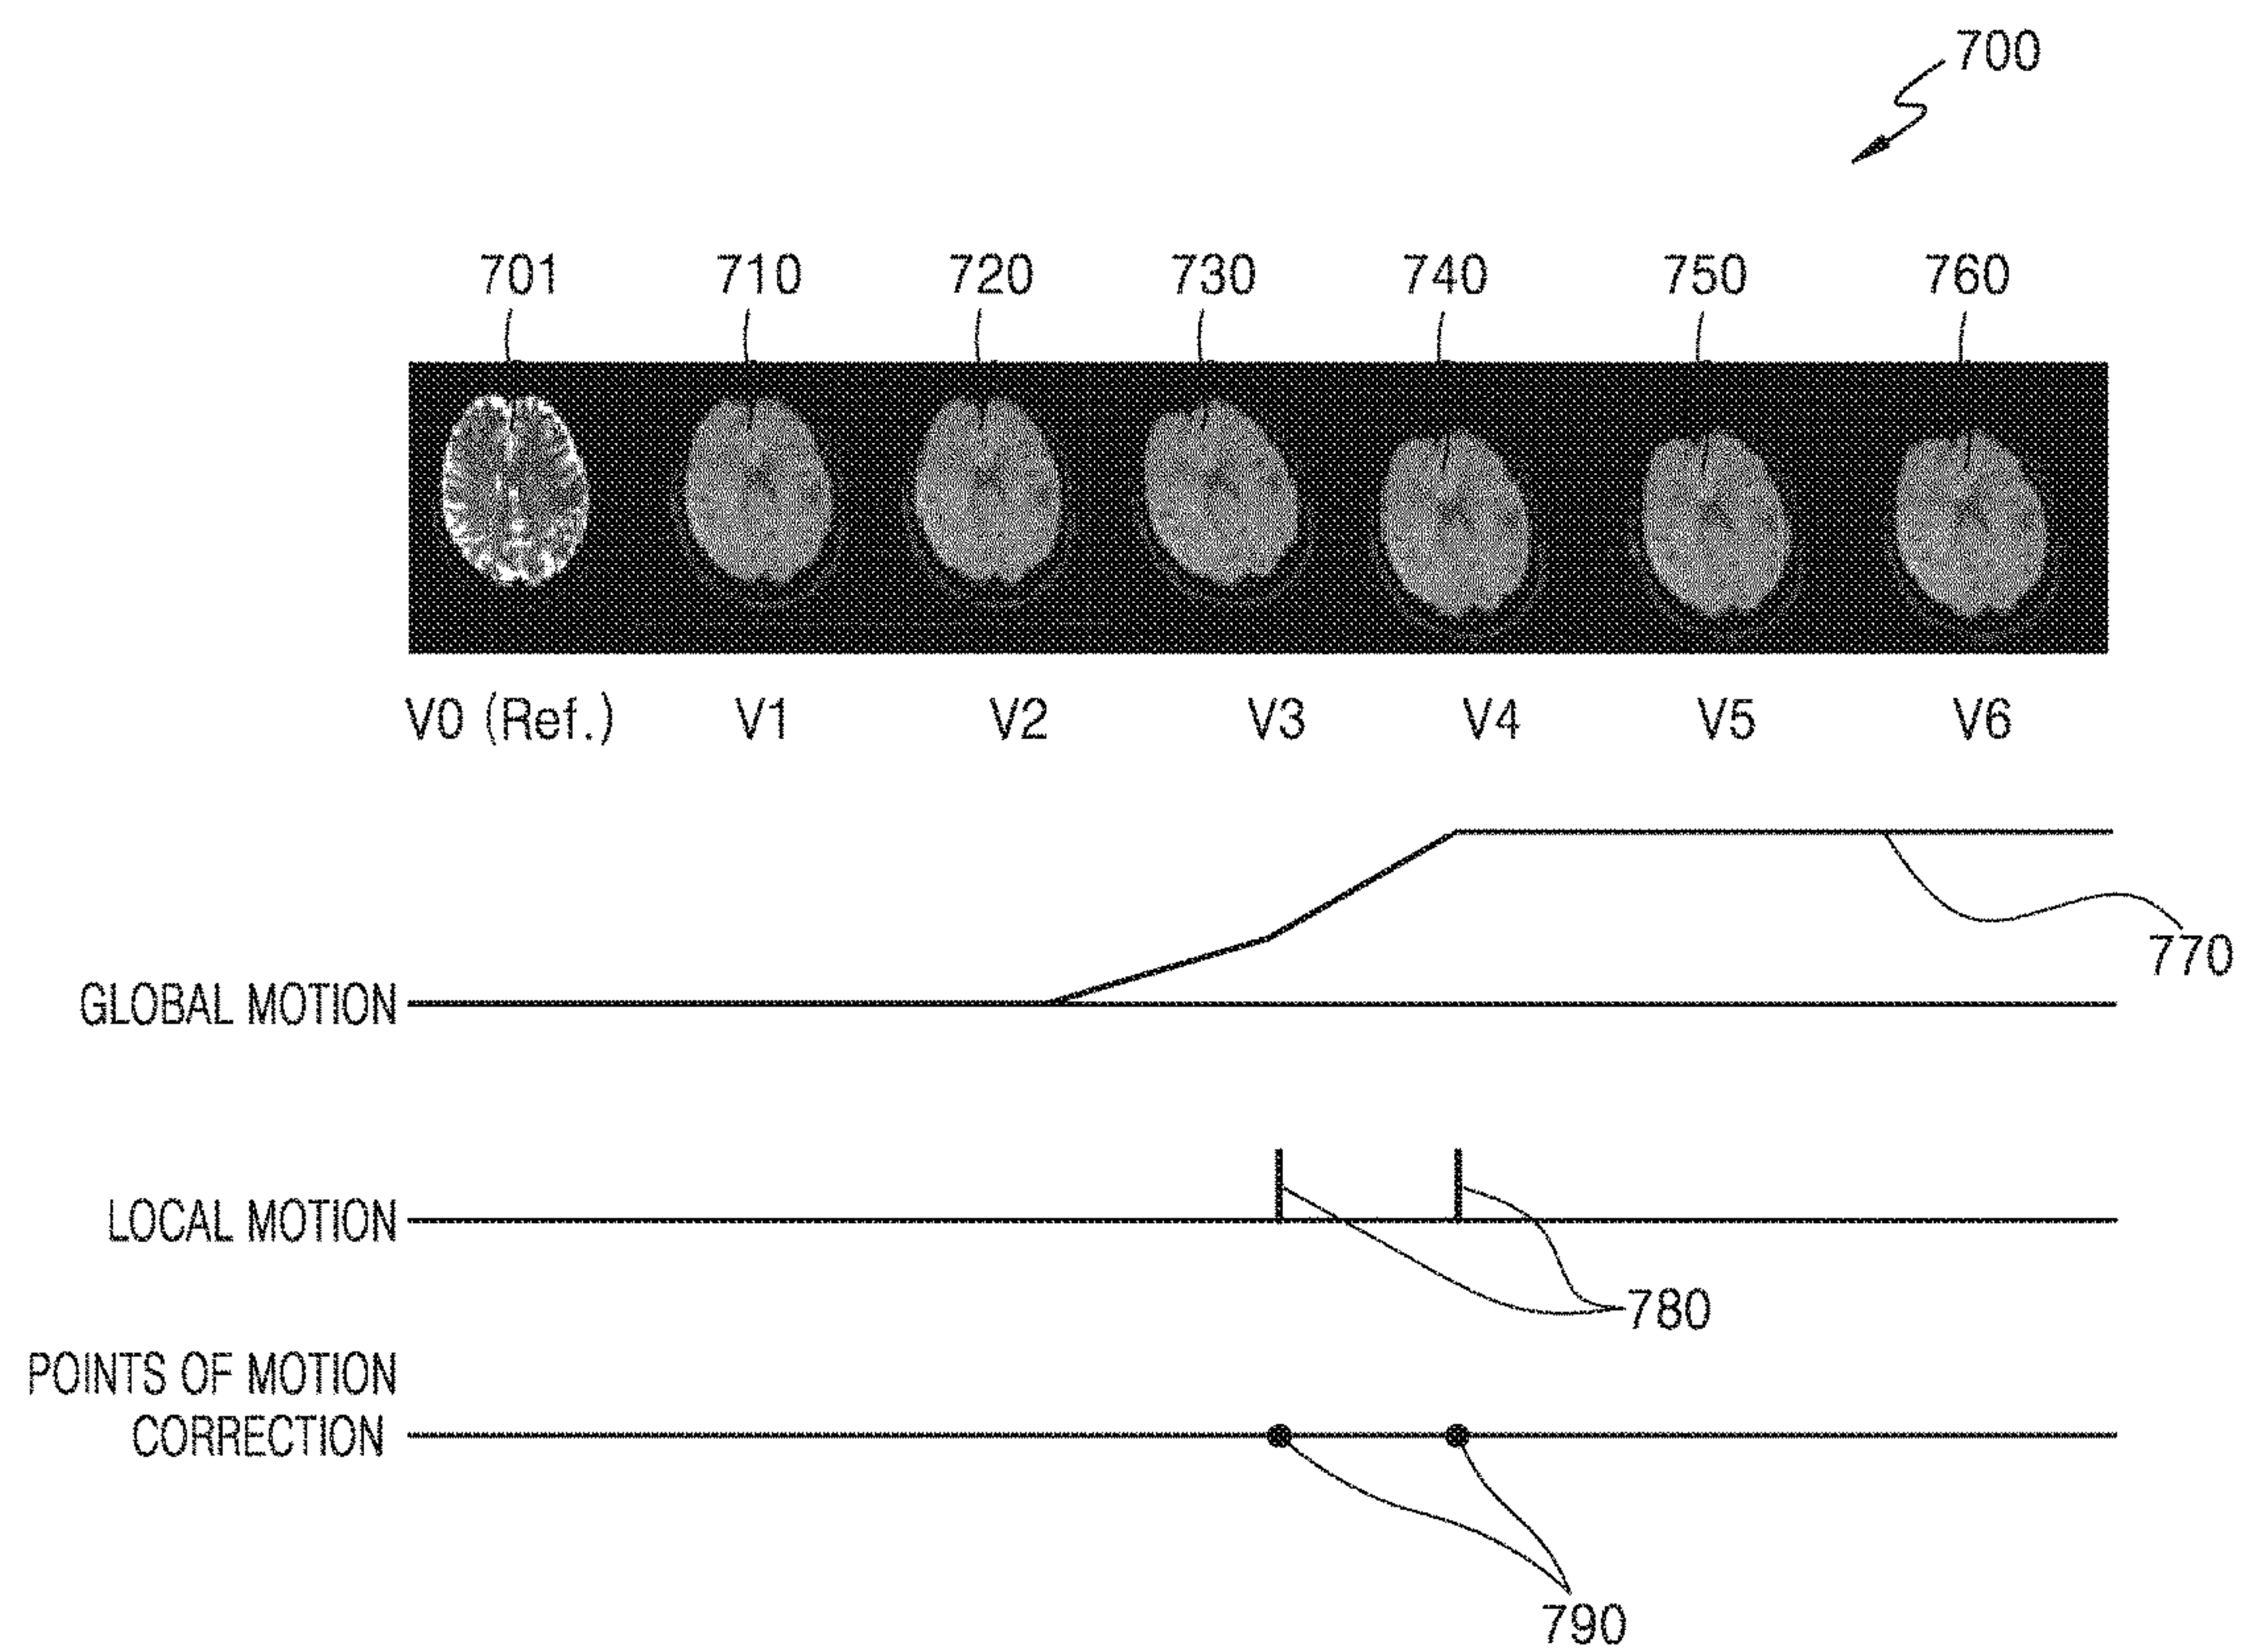 700
701 710 720 730 740 750 760
V0 (Ref.) V1 V2 V3 V4 V5 V6
770
GLOBAL MOTION
LOCAL MOTION
780
POINTS OF MOTION
CORRECTION
790